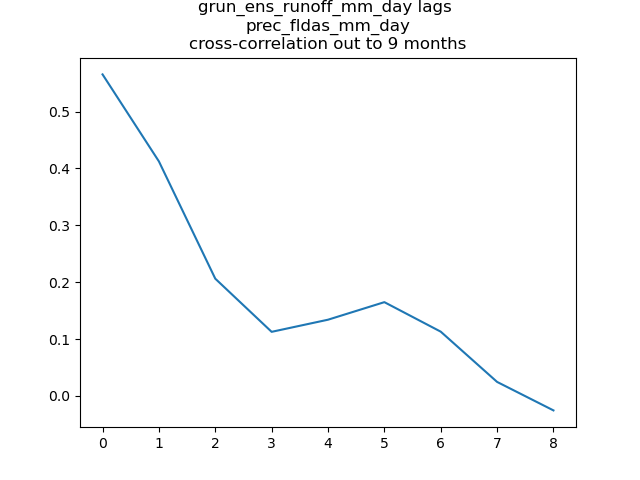 grun_ens_runoff_mm_day lags
prec_fldas_mm_day
cross-correlation out to 9 months
0.5
0.4
0.3
0.2
0.1
0.0
0 1 2 3 4 5 6 7 8